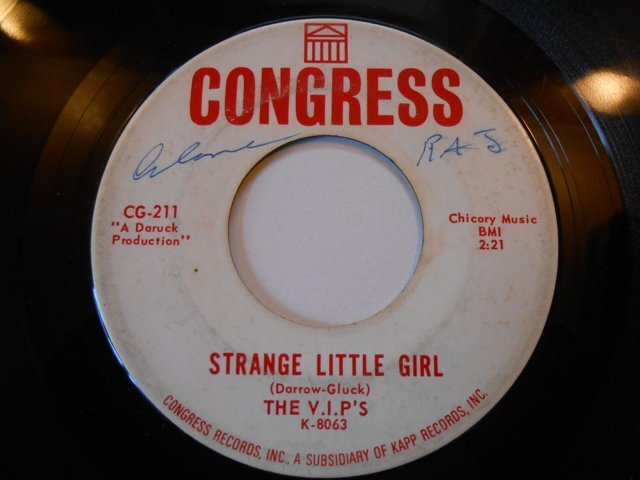 CONGRESS
RAJ
CG-211
"A Daruck
Production"
Chicory Music
BMI
2:21
STRANGE LITTLE GIRL
(Darrow-Gluck)
THE V.I.P'S
K-8063
CONGRESS RECORDS, INC., A SUBSIDIARY OF KAPP RECORDS, INC.